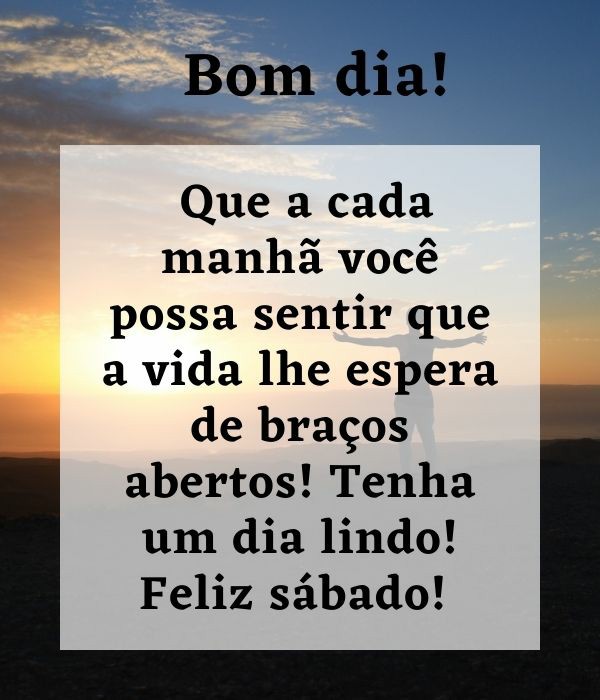 Bom dia!
Que a cada
manhã você
possa sentir que
a vida lhe espera
de braços
abertos! Tenha
um dia lindo!
Feliz sábado!